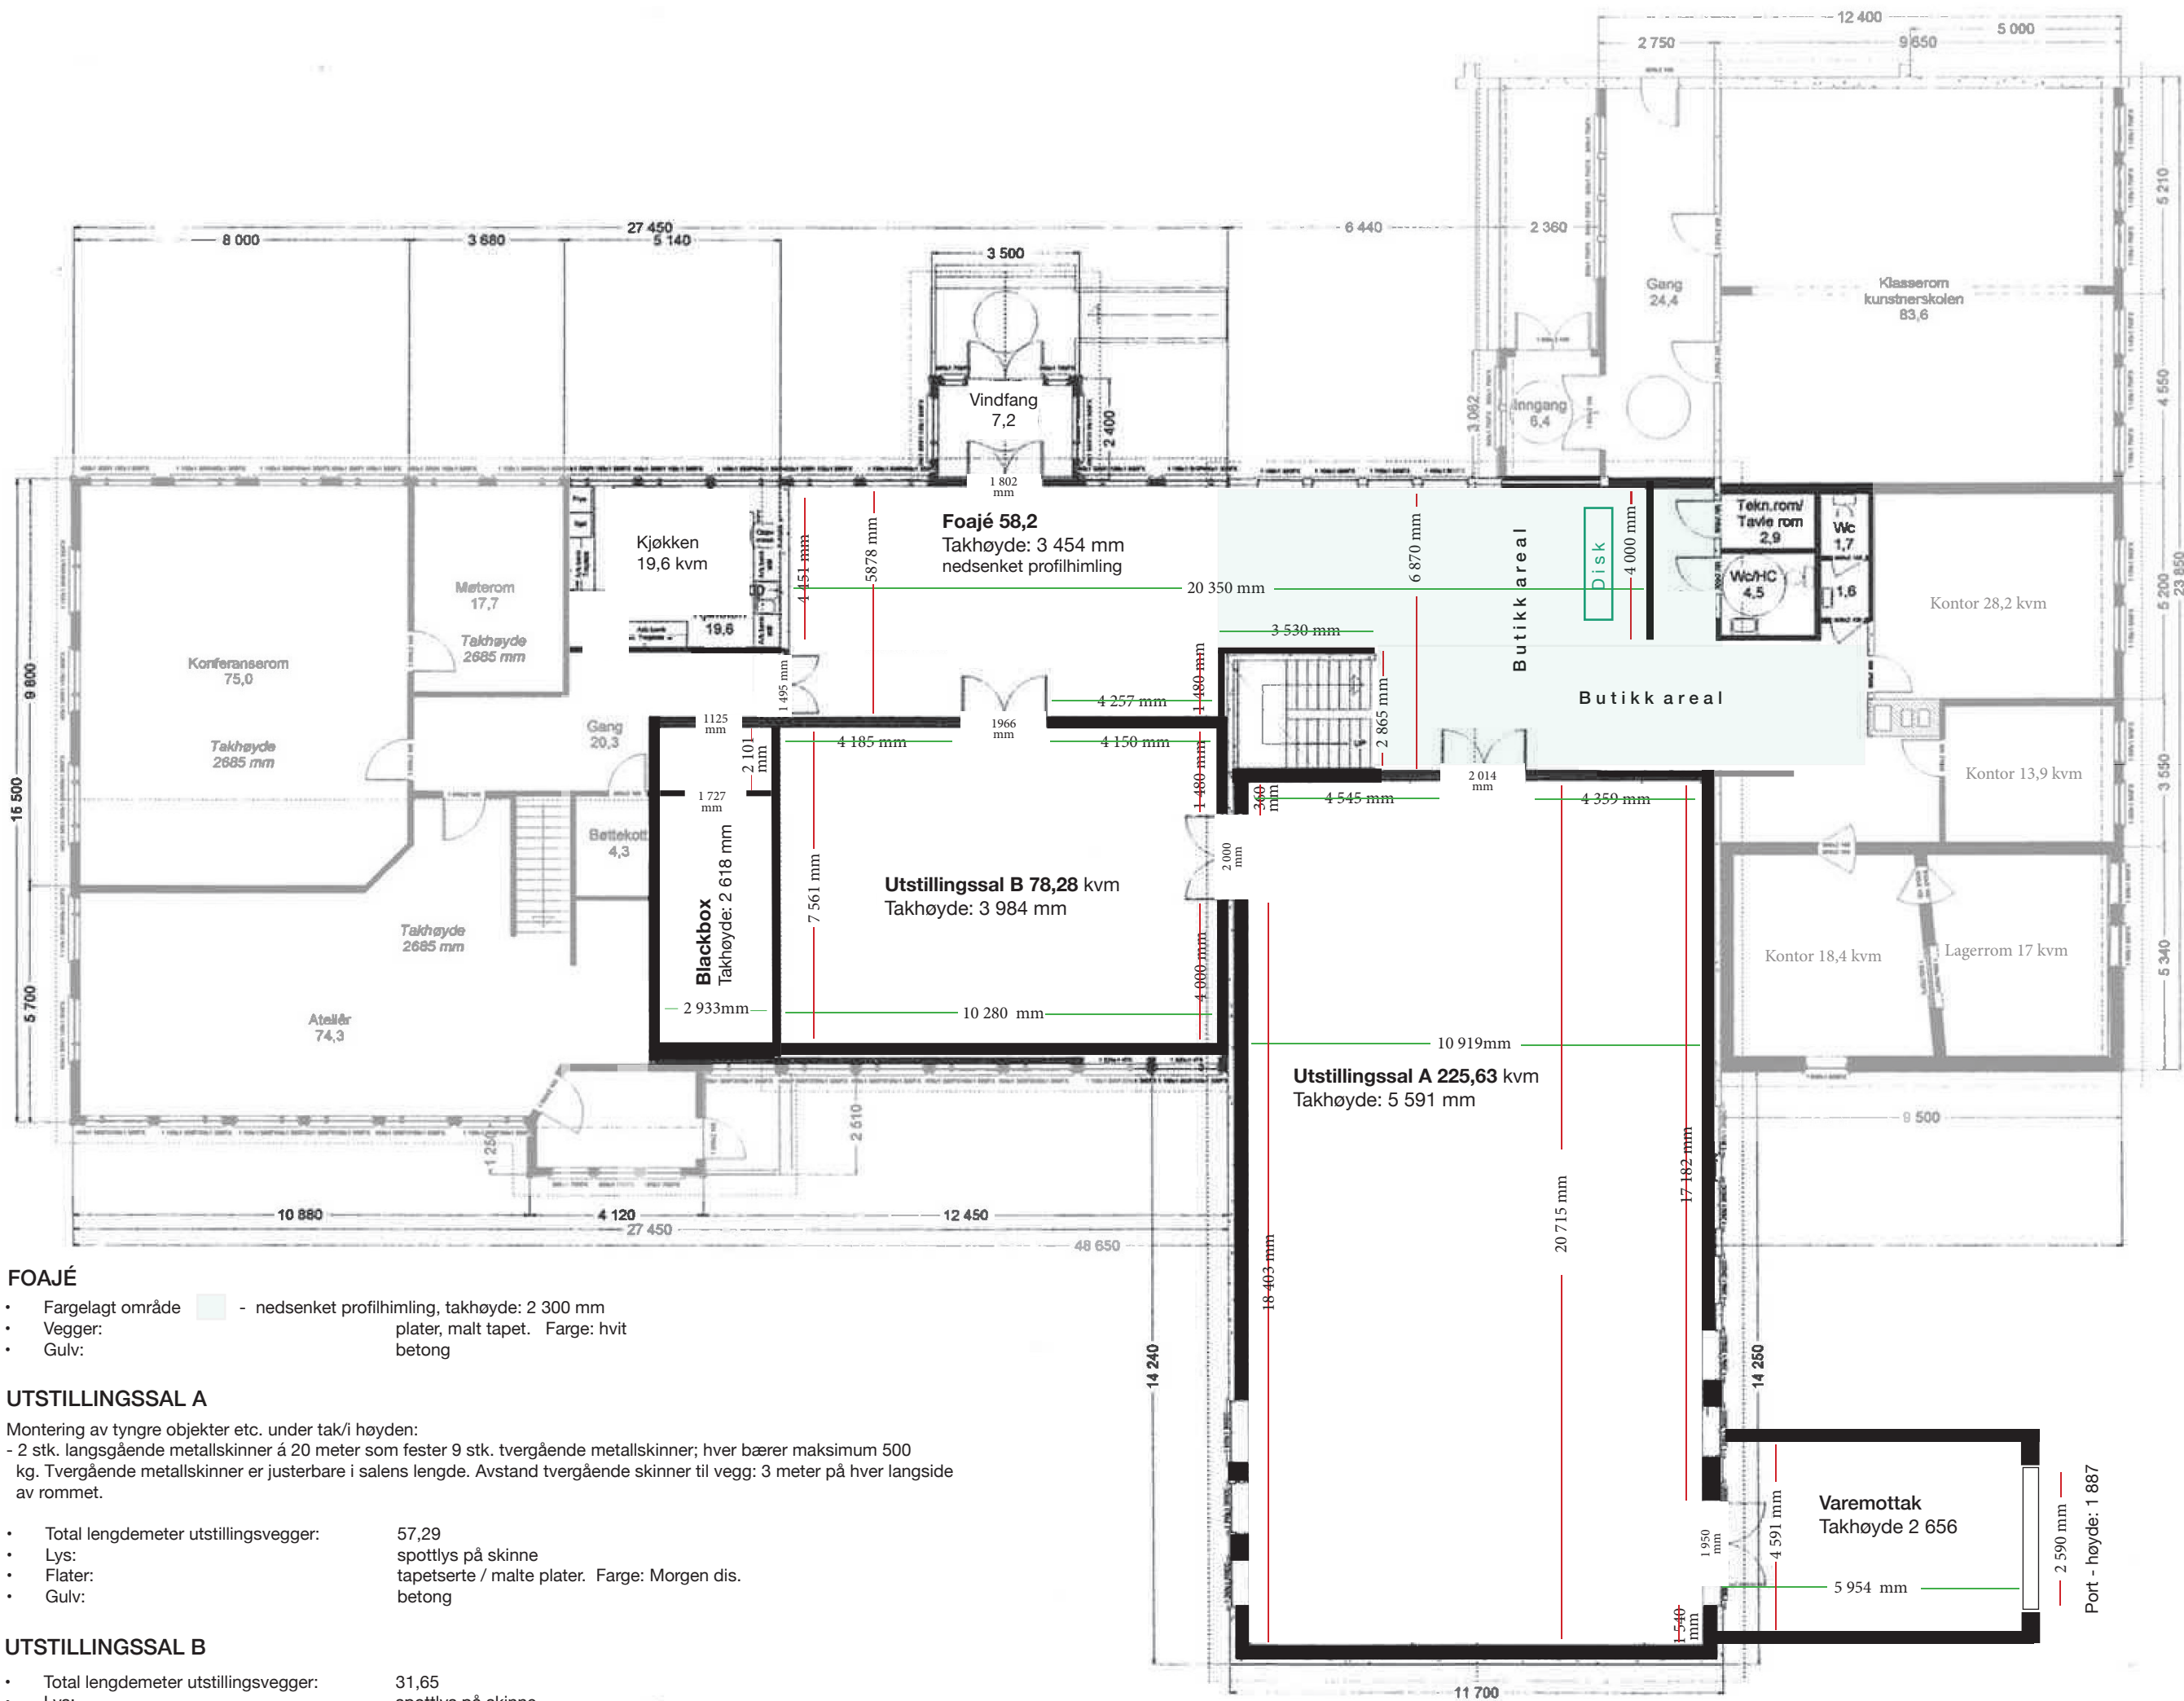 12 400
5 000
2 750
9 650
27 450
8 000
3 680
5 140
6 440
2 360
3 500
5 210
Gang
24,4
Klasserom
kunstnerskolen
83,6
Vindfang
7,2
2 400
3 062
Inngang
6,4
4 550
1 802
mm
Foajé 58,2
Takhøyde: 3 454 mm
nedsenket profilhimling
4 451 mm
5878 mm
6 870 mm
Butikk areal
Disk
4 000 mm
Tekn.rom/
Tavle rom
2,9
Wc
1,7
Wc/HC
4,5
1,6
Kjøkken
19,6 kvm
19,6
Møterom
17,7
Takhøyde
2685 mm
20 350 mm
3 530 mm
Kontor 28,2 kvm
5 200
23 850
Konferanserom
75,0
Takhøyde
2685 mm
9 800
16 500
1 495 mm
1 480 mm
4 257 mm
2 865 mm
Butikk areal
Gang
20,3
1125
mm
2 101
mm
1966
mm
4 185 mm
4 150 mm
1 480 mm
2 014
mm
360
mm
4 545 mm
4 359 mm
Kontor 13,9 kvm
3 550
1 727
mm
Bøttekott
4,3
Blackbox
Takhøyde: 2 618 mm
7 561 mm
Utstillingssal B 78,28 kvm
Takhøyde: 3 984 mm
2 000
mm
4 000 mm
Takhøyde
2685 mm
Kontor 18,4 kvm
Lagerrom 17 kvm
5 340
5 700
Ateliér
74,3
2 933mm
10 280 mm
10 919mm
Utstillingssal A 225,63 kvm
Takhøyde: 5 591 mm
1 250
2 510
9 500
17 182 mm
20 715 mm
18 403 mm
10 880
4 120
12 450
27 450
48 650
14 240
14 250
1 950
mm
4 591 mm
Varemottak
Takhøyde 2 656
5 954 mm
2 590 mm
Port - høyde: 1 887
1 540
mm
11 700
FOAJÉ
• Fargelagt område - nedsenket profilhimling, takhøyde: 2 300 mm
• Vegger: plater, malt tapet. Farge: hvit
• Gulv: betong
UTSTILLINGSSAL A
Montering av tyngre objekter etc. under tak/i høyden:
- 2 stk. langsgående metallskinner á 20 meter som fester 9 stk. tvergående metallskinner; hver bærer maksimum 500
kg. Tvergående metallskinner er justerbare i salens lengde. Avstand tvergående skinner til vegg: 3 meter på hver langside
av rommet.
• Total lengdemeter utstillingsvegger: 57,29
• Lys: spottlys på skinne
• Flater: tapetserte / malte plater. Farge: Morgen dis.
• Gulv: betong
UTSTILLINGSSAL B
• Total lengdemeter utstillingsvegger: 31,65